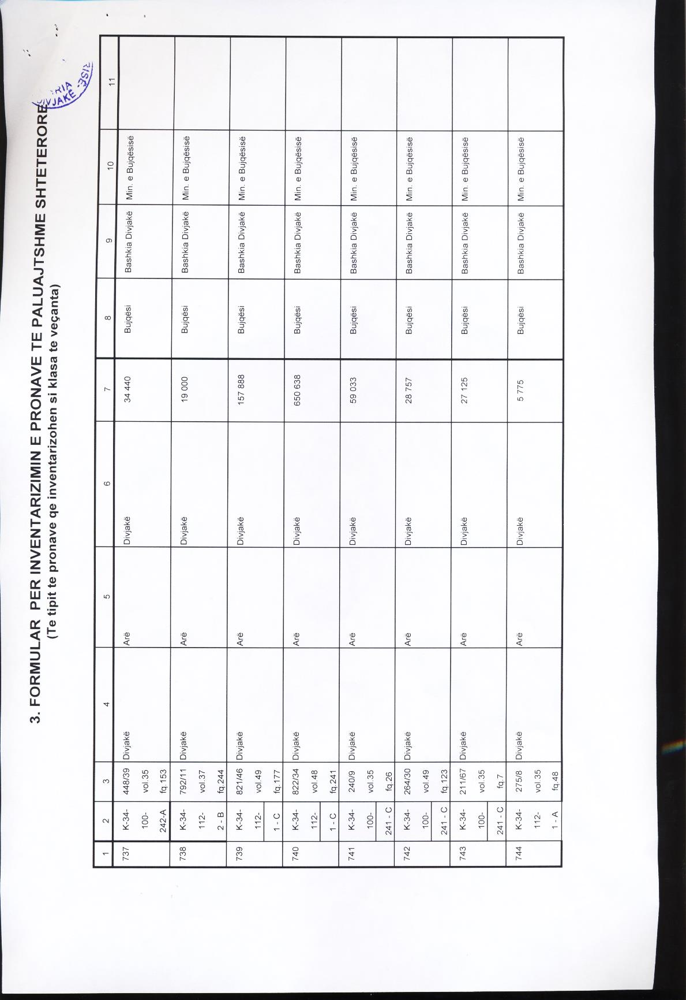 3. FORMULAR PER INVENTARIZIMIN E PRONAVE TE PALUAJTSHME SHTETERORE
(Te tipit te pronave qe inventarizohen si klasa te veçanta)
VJAKË
RISË
1 2 3 4 5 6 7 8 9 10 11
737 K-34- 448/39 Divjakë Arë Divjakë 34 440 Bujqësi Bashkia Divjakë Min. e Bujqësisë
100- vol.35
242-A fq.153
738 K-34- 792/11 Divjakë Arë Divjakë 19 000 Bujqësi Bashkia Divjakë Min. e Bujqësisë
112- vol.37
2 - B fq.244
739 K-34- 821/46 Divjakë Arë Divjakë 157 888 Bujqësi Bashkia Divjakë Min. e Bujqësisë
112- vol.49
1 - C fq.177
740 K-34- 822/34 Divjakë Arë Divjakë 650 638 Bujqësi Bashkia Divjakë Min. e Bujqësisë
112- vol.48
1 - C fq.241
741 K-34- 240/9 Divjakë Arë Divjakë 59 033 Bujqësi Bashkia Divjakë Min. e Bujqësisë
100- vol.35
241 - C fq.26
742 K-34- 264/30 Divjakë Arë Divjakë 28 757 Bujqësi Bashkia Divjakë Min. e Bujqësisë
100- vol.49
241 - C fq.123
743 K-34- 211/67 Divjakë Arë Divjakë 27 125 Bujqësi Bashkia Divjakë Min. e Bujqësisë
100- vol.35
241 - C fq.7
744 K-34- 275/8 Divjakë Arë Divjakë 5 775 Bujqësi Bashkia Divjakë Min. e Bujqësisë
112- vol.35
1 - A fq.48